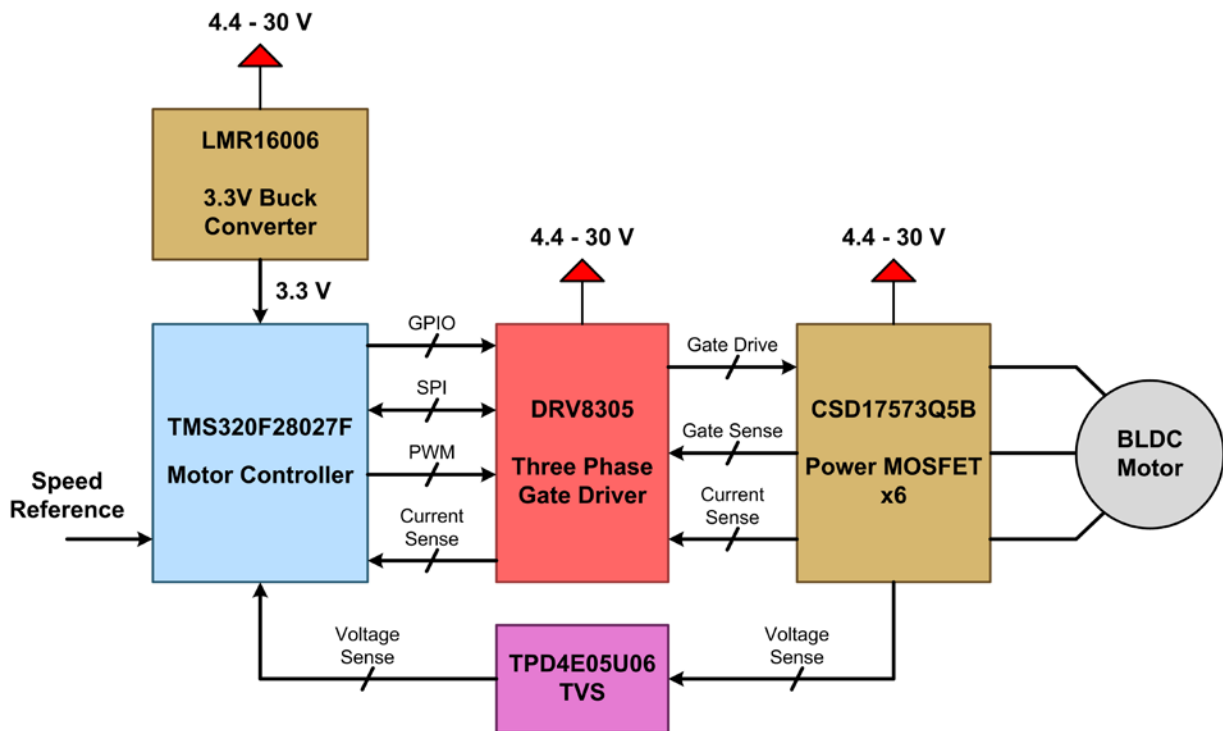 4.4 - 30 V
LMR16006
3.3V Buck
Converter
3.3 V
4.4 - 30 V
4.4 - 30 V
TMS320F28027F
Motor Controller
GPIO
SPI
PWM
Current
Sense
DRV8305
Three Phase
Gate Driver
Gate Drive
Gate Sense
Current
Sense
CSD17573Q5B
Power MOSFET
x6
BLDC
Motor
Speed
Reference
Voltage
Sense
TPD4E05U06
TVS
Voltage
Sense